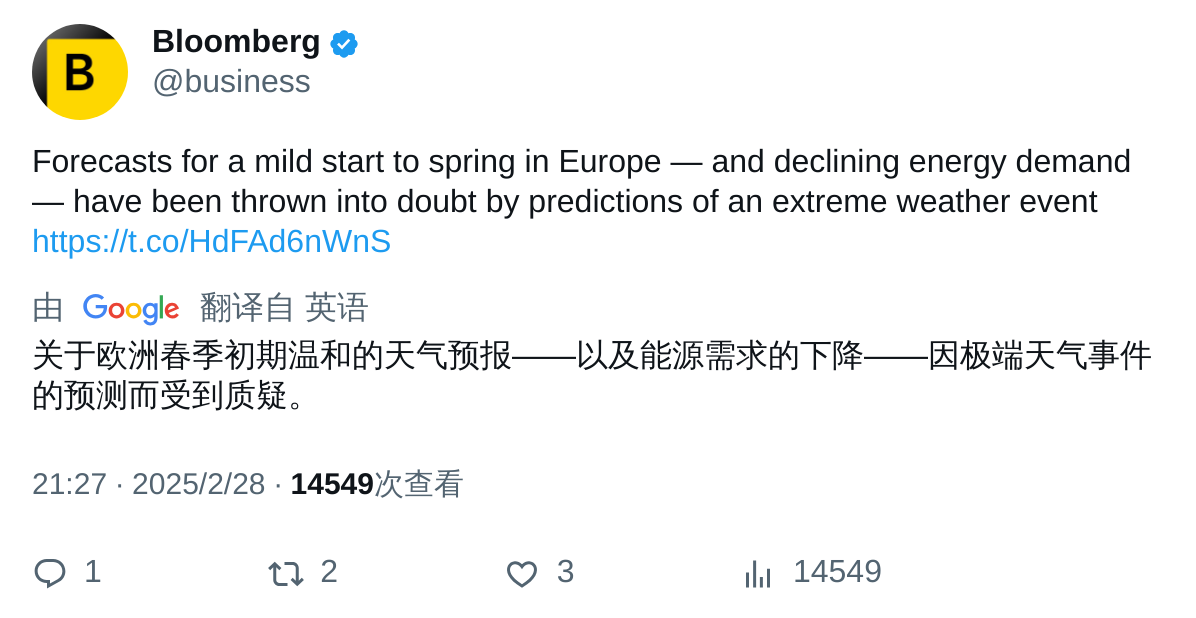 B
Bloomberg
@business
Forecasts for a mild start to spring in Europe — and declining energy demand
— have been thrown into doubt by predictions of an extreme weather event
https://t.co/HdFAd6nWnS
由 Google 翻译自 英语
关于欧洲春季初期温和的天气预报——以及能源需求的下降——因极端天气事件
的预测而受到质疑。
21:27 · 2025/2/28 · 14549次查看
1 2 3 14549